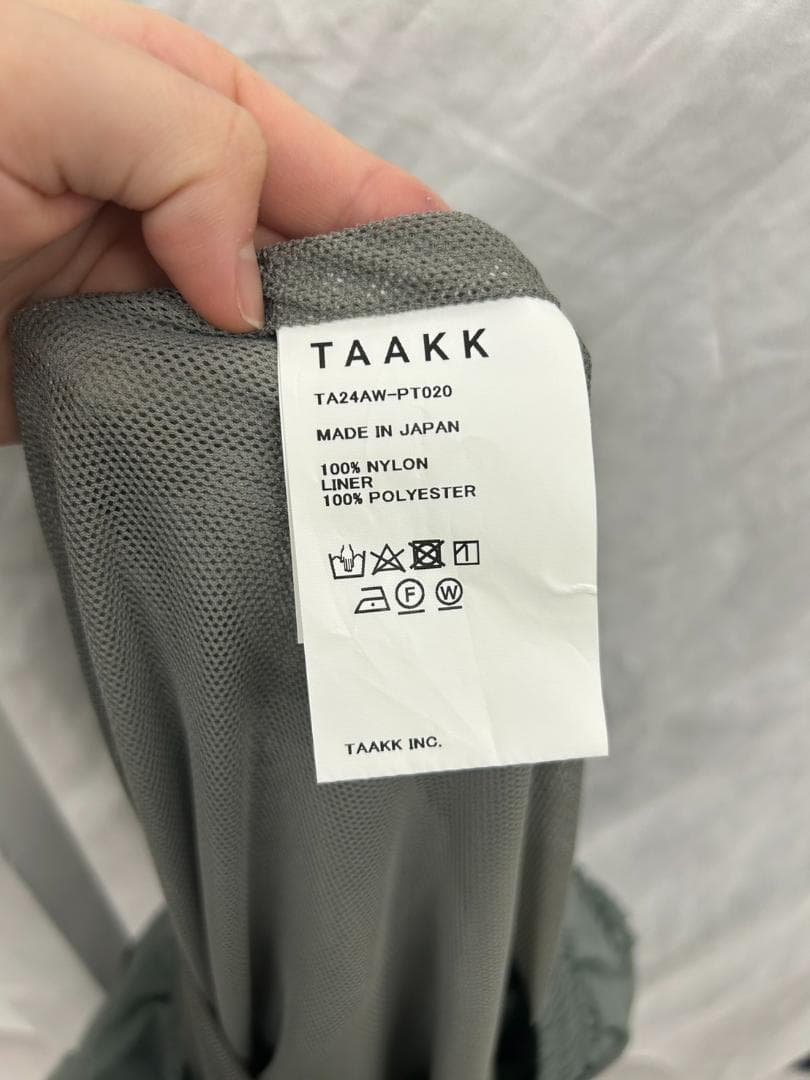 TAAKK
TA24AW-PT020
MADE IN JAPAN
100% NYLON
LINER
100% POLYESTER
F W
TAAKK INC.